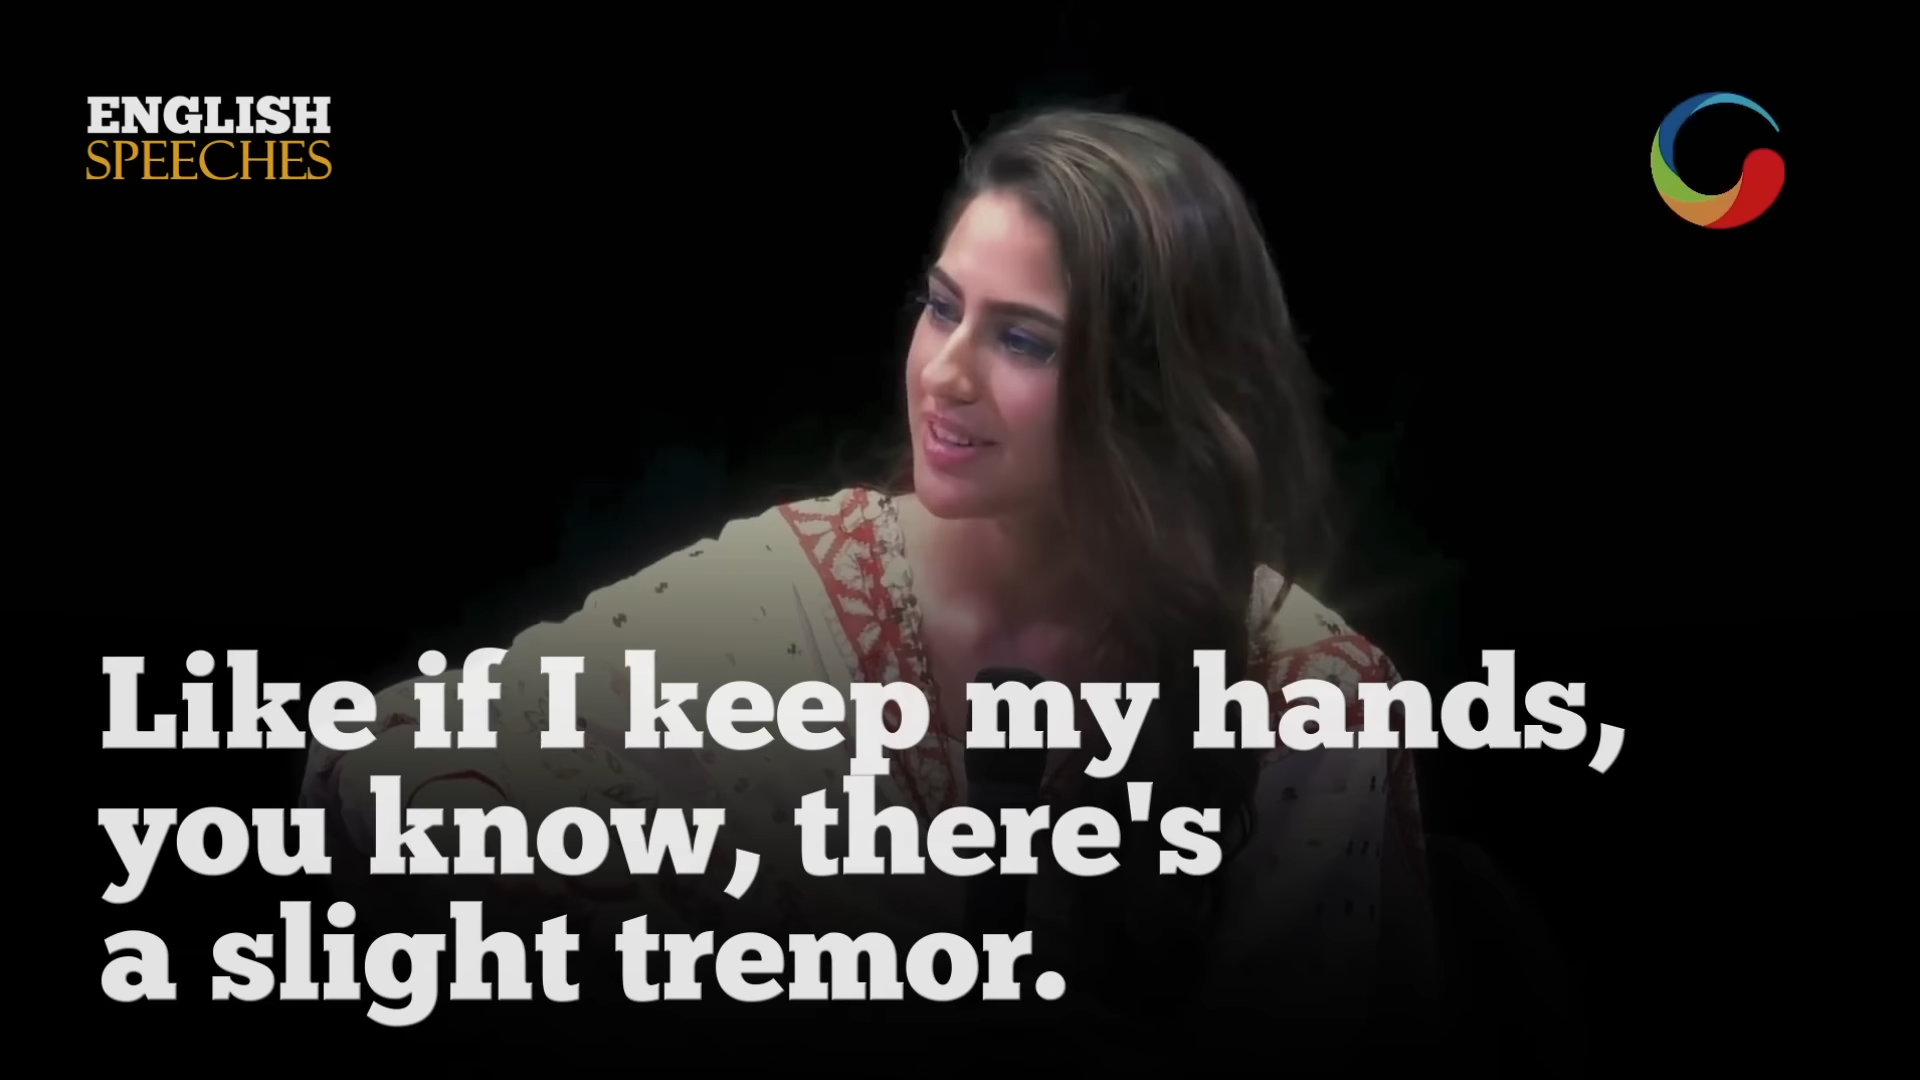 ENGLISH
SPEECHES
Like if I keep my hands,
you know, there's
a slight tremor.